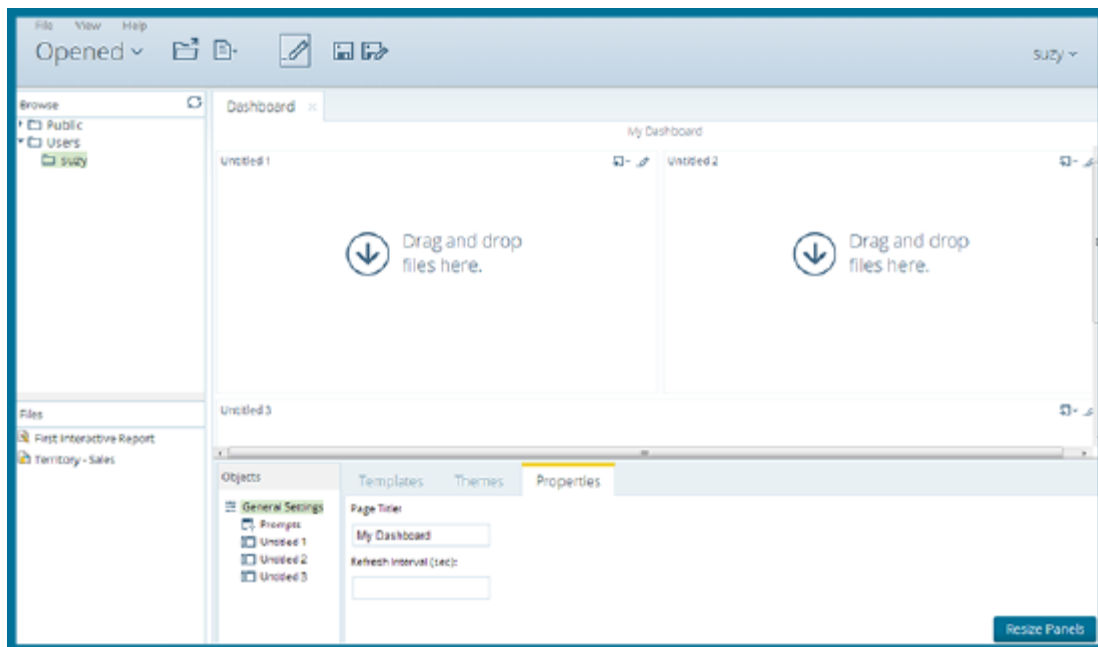 File View Help
Opened
suzy
Browse
Dashboard
Public
Users
suzy
My Dashboard
Untitled 1
Untitled 2
Drag and drop
files here.
Drag and drop
files here.
Files
Untitled 3
First Interactive Report
Territory - Sales
Objects
Templates Themes Properties
General Settings
Prompts
Untitled 1
Untitled 2
Untitled 3
Page Title:
My Dashboard
Refresh Interval (sec):
Resize Panels